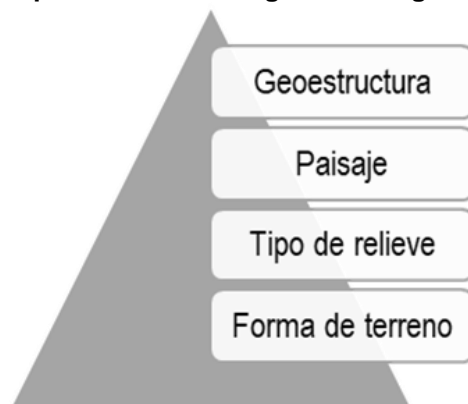 Geoestructura
Paisaje
Tipo de relieve
Forma de terreno